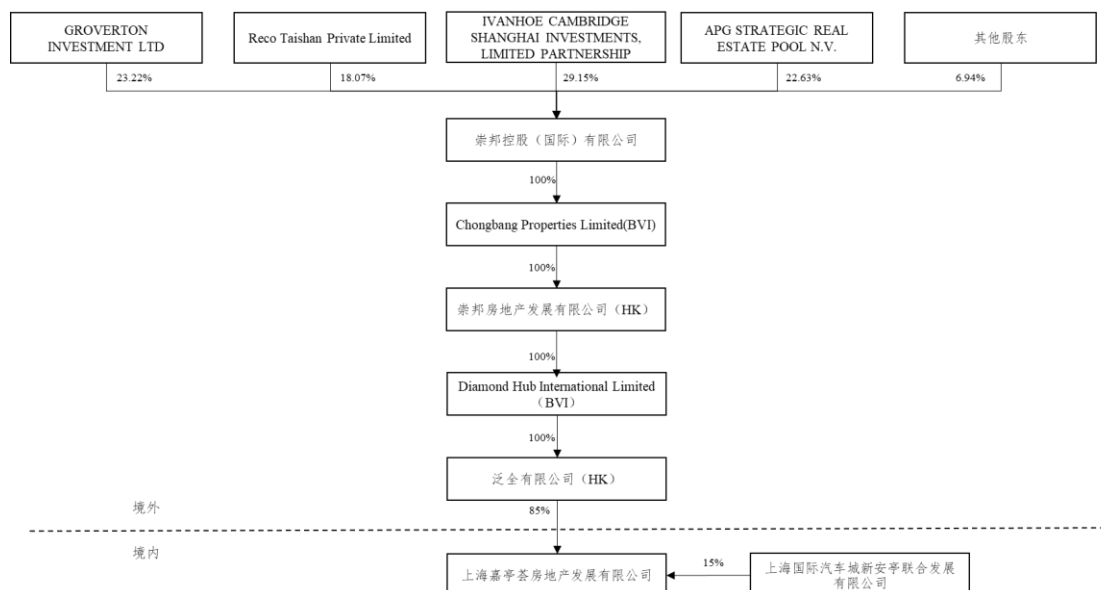 GROVERTON
INVESTMENT LTD
Reco Taishan Private Limited
IVANHOE CAMBRIDGE
SHANGHAI INVESTMENTS,
LIMITED PARTNERSHIP
APG STRATEGIC REAL
ESTATE POOL N.V.
其他股东
23.22%
18.07%
29.15%
22.63%
6.94%
崇邦控股（国际）有限公司
100%
Chongbang Properties Limited(BVI)
100%
崇邦房地产发展有限公司（HK）
100%
Diamond Hub International Limited
（BVI）
100%
泛全有限公司（HK）
境外
85%
境内
上海嘉亭荟房地产发展有限公司
15%
上海国际汽车城新安亭联合发展
有限公司